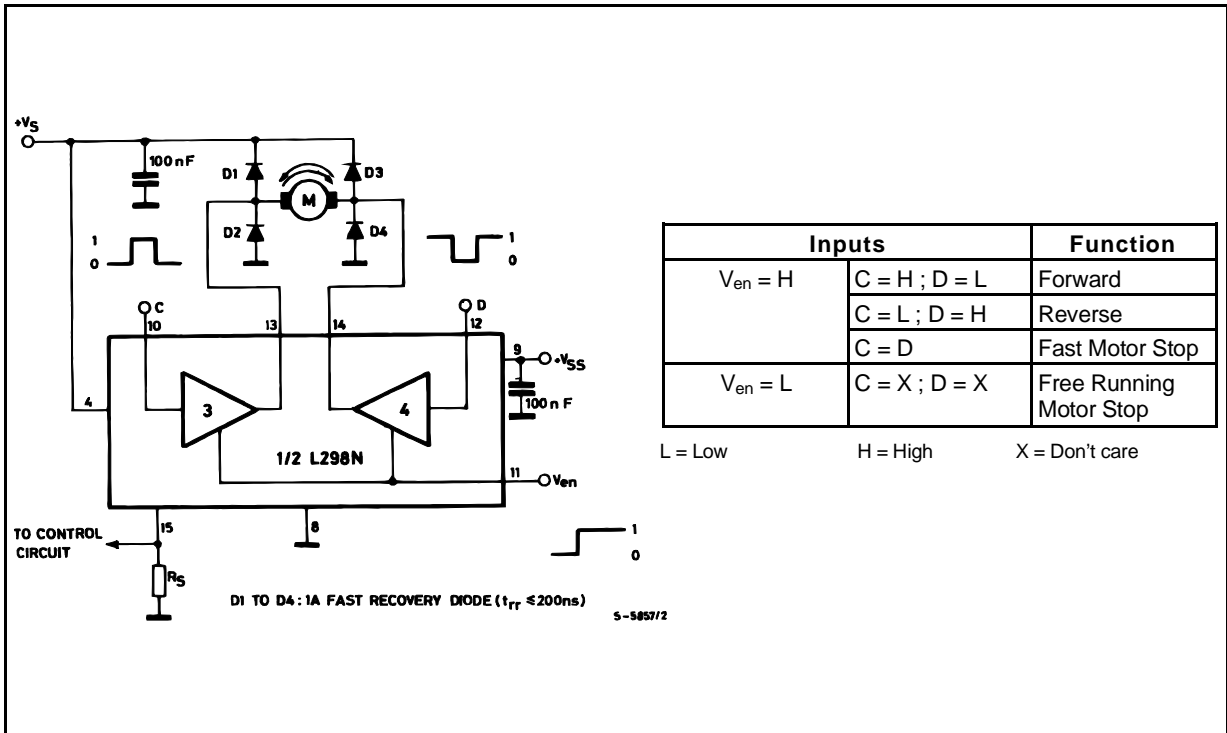 +VS
100 nF
D1
D3
M
D2
D4
1
0
1
0
C
D
10
13
14
12
9
+VSS
4
3
4
100 n F
1/2 L298N
11
Ven
15
8
TO CONTROL
CIRCUIT
RS
1
0
D1 TO D4 : 1A FAST RECOVERY DIODE ( trr ≤ 200ns )
S-5857/2
Inputs Function
Ven = H C = H ; D = L Forward
C = L ; D = H Reverse
C = D Fast Motor Stop
Ven = L C = X ; D = X Free Running
Motor Stop
L = Low H = High X = Don't care